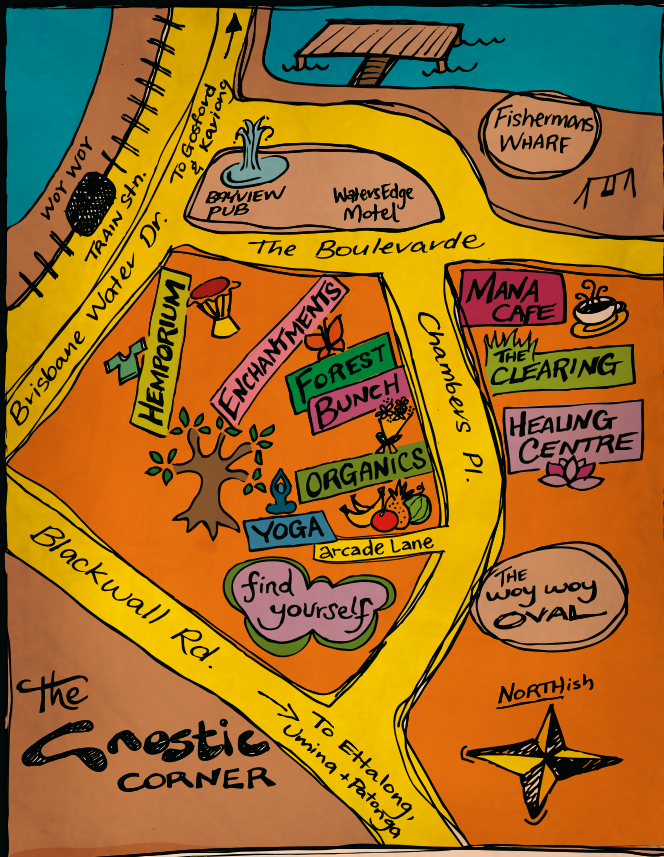 To Gosford
& Kariong
Fishermans
WHARF
WOY WOY
TRAIN Stn.
BAYVIEW
PUB
WatersEdge
Motel
The Boulevarde
Brisbane Water Dr.
HEMPORIUM
ENCHANTMENTS
FOREST
BUNCH
Chambers Pl.
MANA
CAFE
THE
CLEARING
HEALING
CENTRE
ORGANICS
YOGA
arcade Lane
find
yourself
THE
woy woy
OVAL
Blackwall Rd.
NORTHish
The
Gnostic
CORNER
To Ettalong,
Umina + Patonga